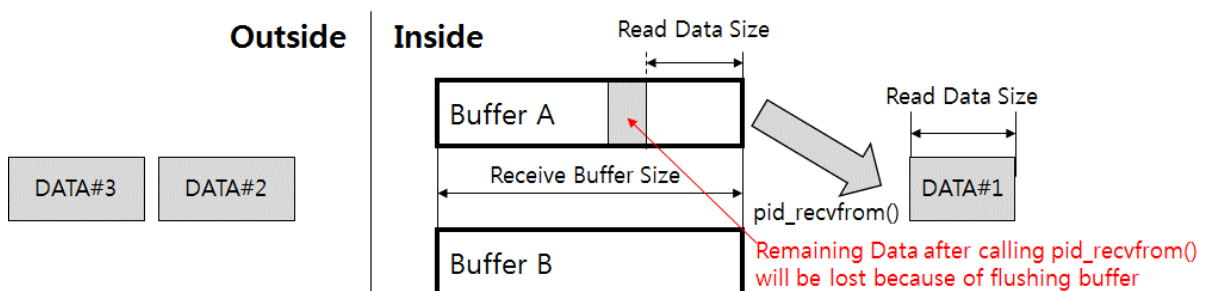 Outside
Inside
Read Data Size
Buffer A
Read Data Size
Receive Buffer Size
DATA#3
DATA#2
DATA#1
pid_recvfrom()
Buffer B
Remaining Data after calling pid_recvfrom()
will be lost because of flushing buffer